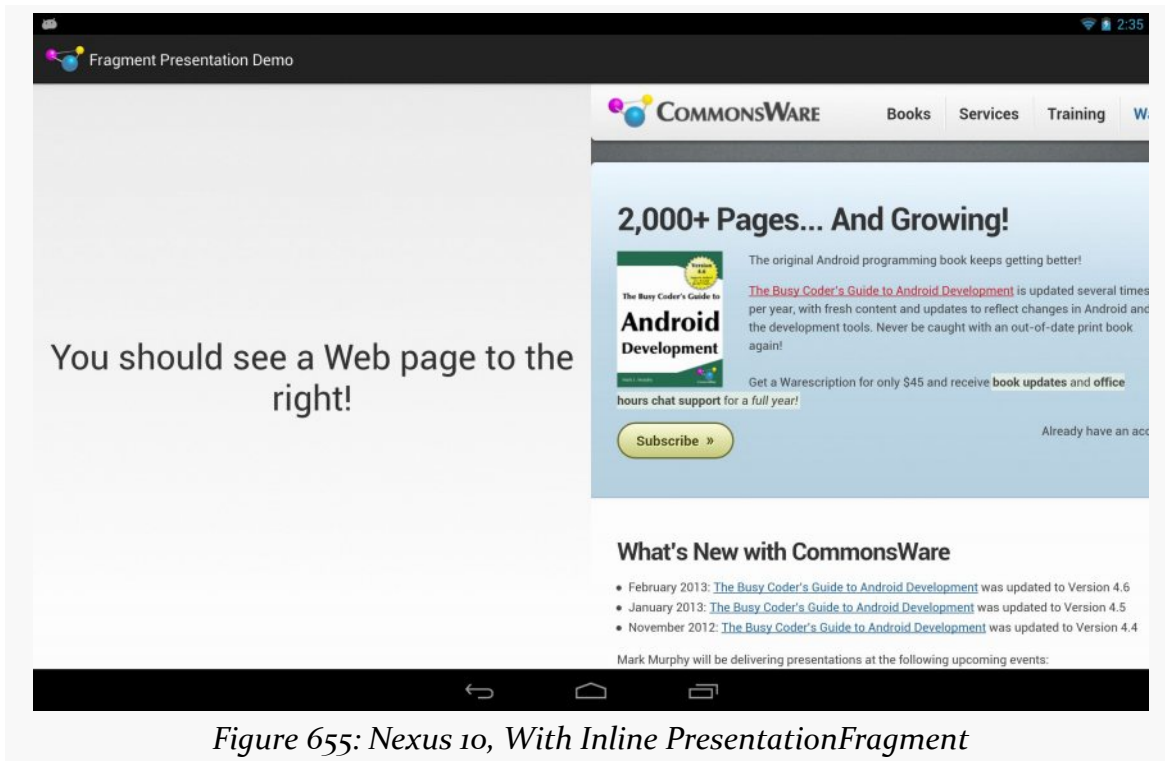 2:35
Fragment Presentation Demo
You should see a Web page to the
right!
COMMONSWARE
Books Services Training Wa
2,000+ Pages... And Growing!
Version
4.6
The Busy Coder's Guide to
Android
Development
The original Android programming book keeps getting better!
The Busy Coder's Guide to Android Development is updated several times
per year, with fresh content and updates to reflect changes in Android and
the development tools. Never be caught with an out-of-date print book
again!
Get a Warescription for only $45 and receive book updates and office
hours chat support for a full year!
Subscribe »
Already have an acc
What's New with CommonsWare
• February 2013: The Busy Coder's Guide to Android Development was updated to Version 4.6
• January 2013: The Busy Coder's Guide to Android Development was updated to Version 4.5
• November 2012: The Busy Coder's Guide to Android Development was updated to Version 4.4
Mark Murphy will be delivering presentations at the following upcoming events:
Figure 655: Nexus 10, With Inline PresentationFragment